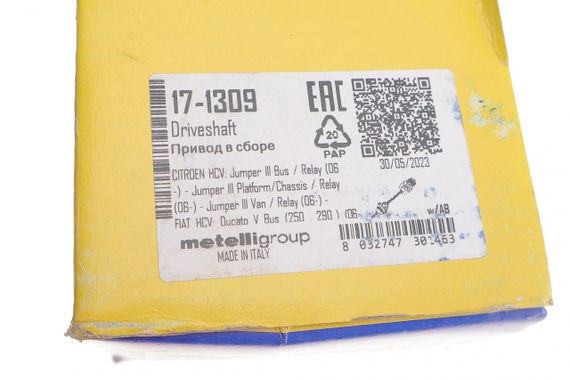 17-1309
EAC
Driveshaft
Привод в сборе
20
PAP
30/05/2023
CITROEN HCV: Jumper III Bus / Relay (06
-) - Jumper III Platform/Chassis / Relay
(06-) - Jumper III Van / Relay (06-) -
FIAT HCV: Ducato V Bus (250_ 290_) (06
w/AB
metelligroup
MADE IN ITALY
8 032747 301463